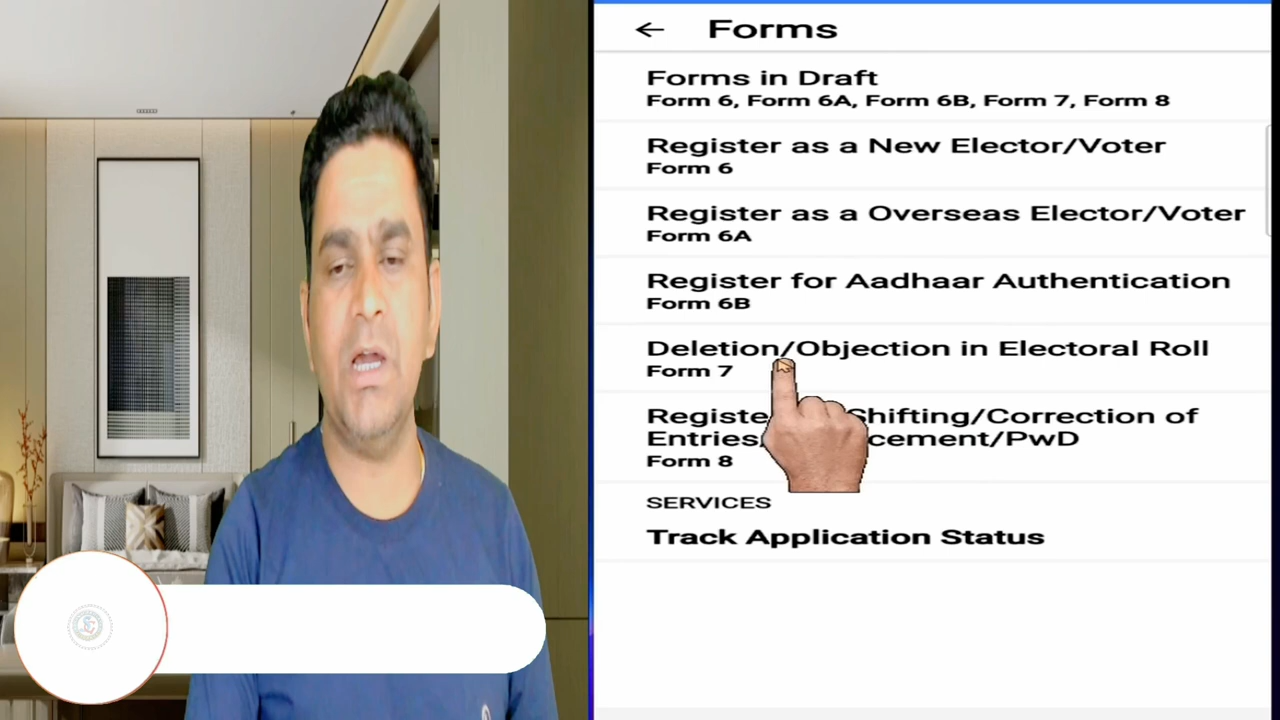 Forms
Forms in Draft
Form 6, Form 6A, Form 6B, Form 7, Form 8
Register as a New Elector/Voter
Form 6
Register as a Overseas Elector/Voter
Form 6A
Register for Aadhaar Authentication
Form 6B
Deletion/Objection in Electoral Roll
Form 7
Shifting/Correction of
Entries
PwD
Form 8
SERVICES
Track Application Status